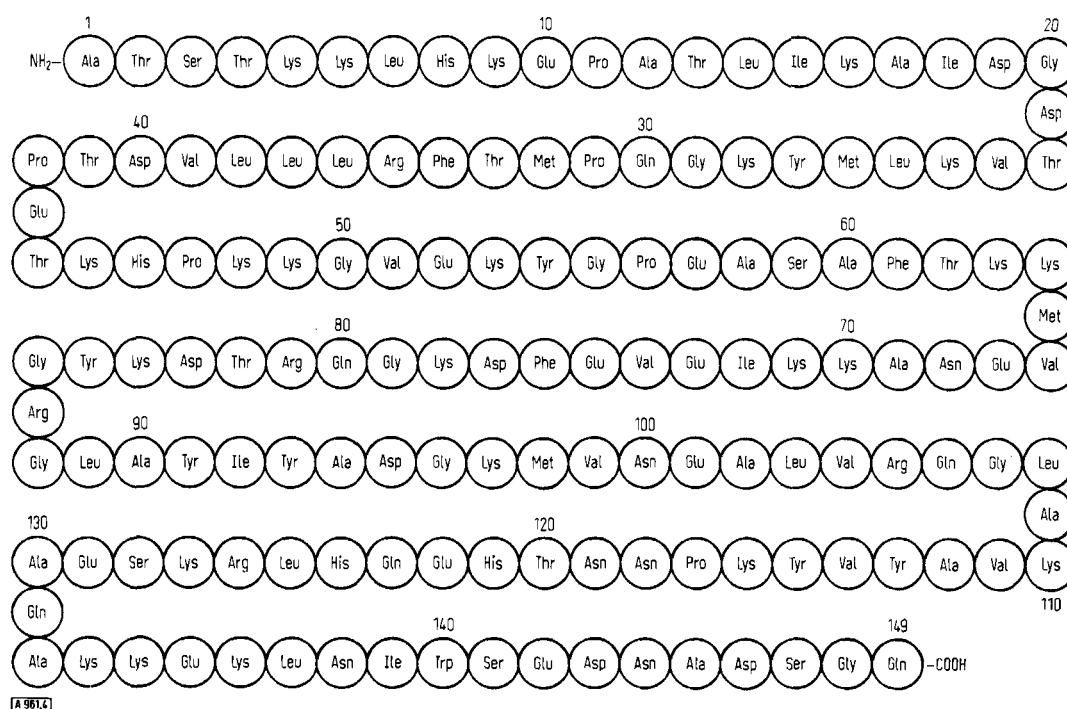 1 10 20
NH₂— Ala Thr Ser Thr Lys Lys Leu His Lys Glu Pro Ala Thr Leu Ile Lys Ala Ile Asp Gly
Asp
40 30
Pro Thr Asp Val Leu Leu Leu Arg Phe Thr Met Pro Gln Gly Lys Tyr Met Leu Lys Val Thr
Glu
50 60
Thr Lys His Pro Lys Lys Gly Val Glu Lys Tyr Gly Pro Glu Ala Ser Ala Phe Thr Lys Lys
Met
80 70
Gly Tyr Lys Asp Thr Arg Gln Gly Lys Asp Phe Glu Val Glu Ile Lys Lys Ala Asn Glu Val
Arg
90 100
Gly Leu Ala Tyr Ile Tyr Ala Asp Gly Lys Met Val Asn Glu Ala Leu Val Arg Gln Gly Leu
Ala
130 120
Ala Glu Ser Lys Arg Leu His Gln Glu His Thr Asn Asn Pro Lys Tyr Val Tyr Ala Val Lys
110
Gln
140 149
Ala Lys Lys Glu Lys Leu Asn Ile Trp Ser Glu Asp Asn Ala Asp Ser Gly Gln —COOH
A 961.4